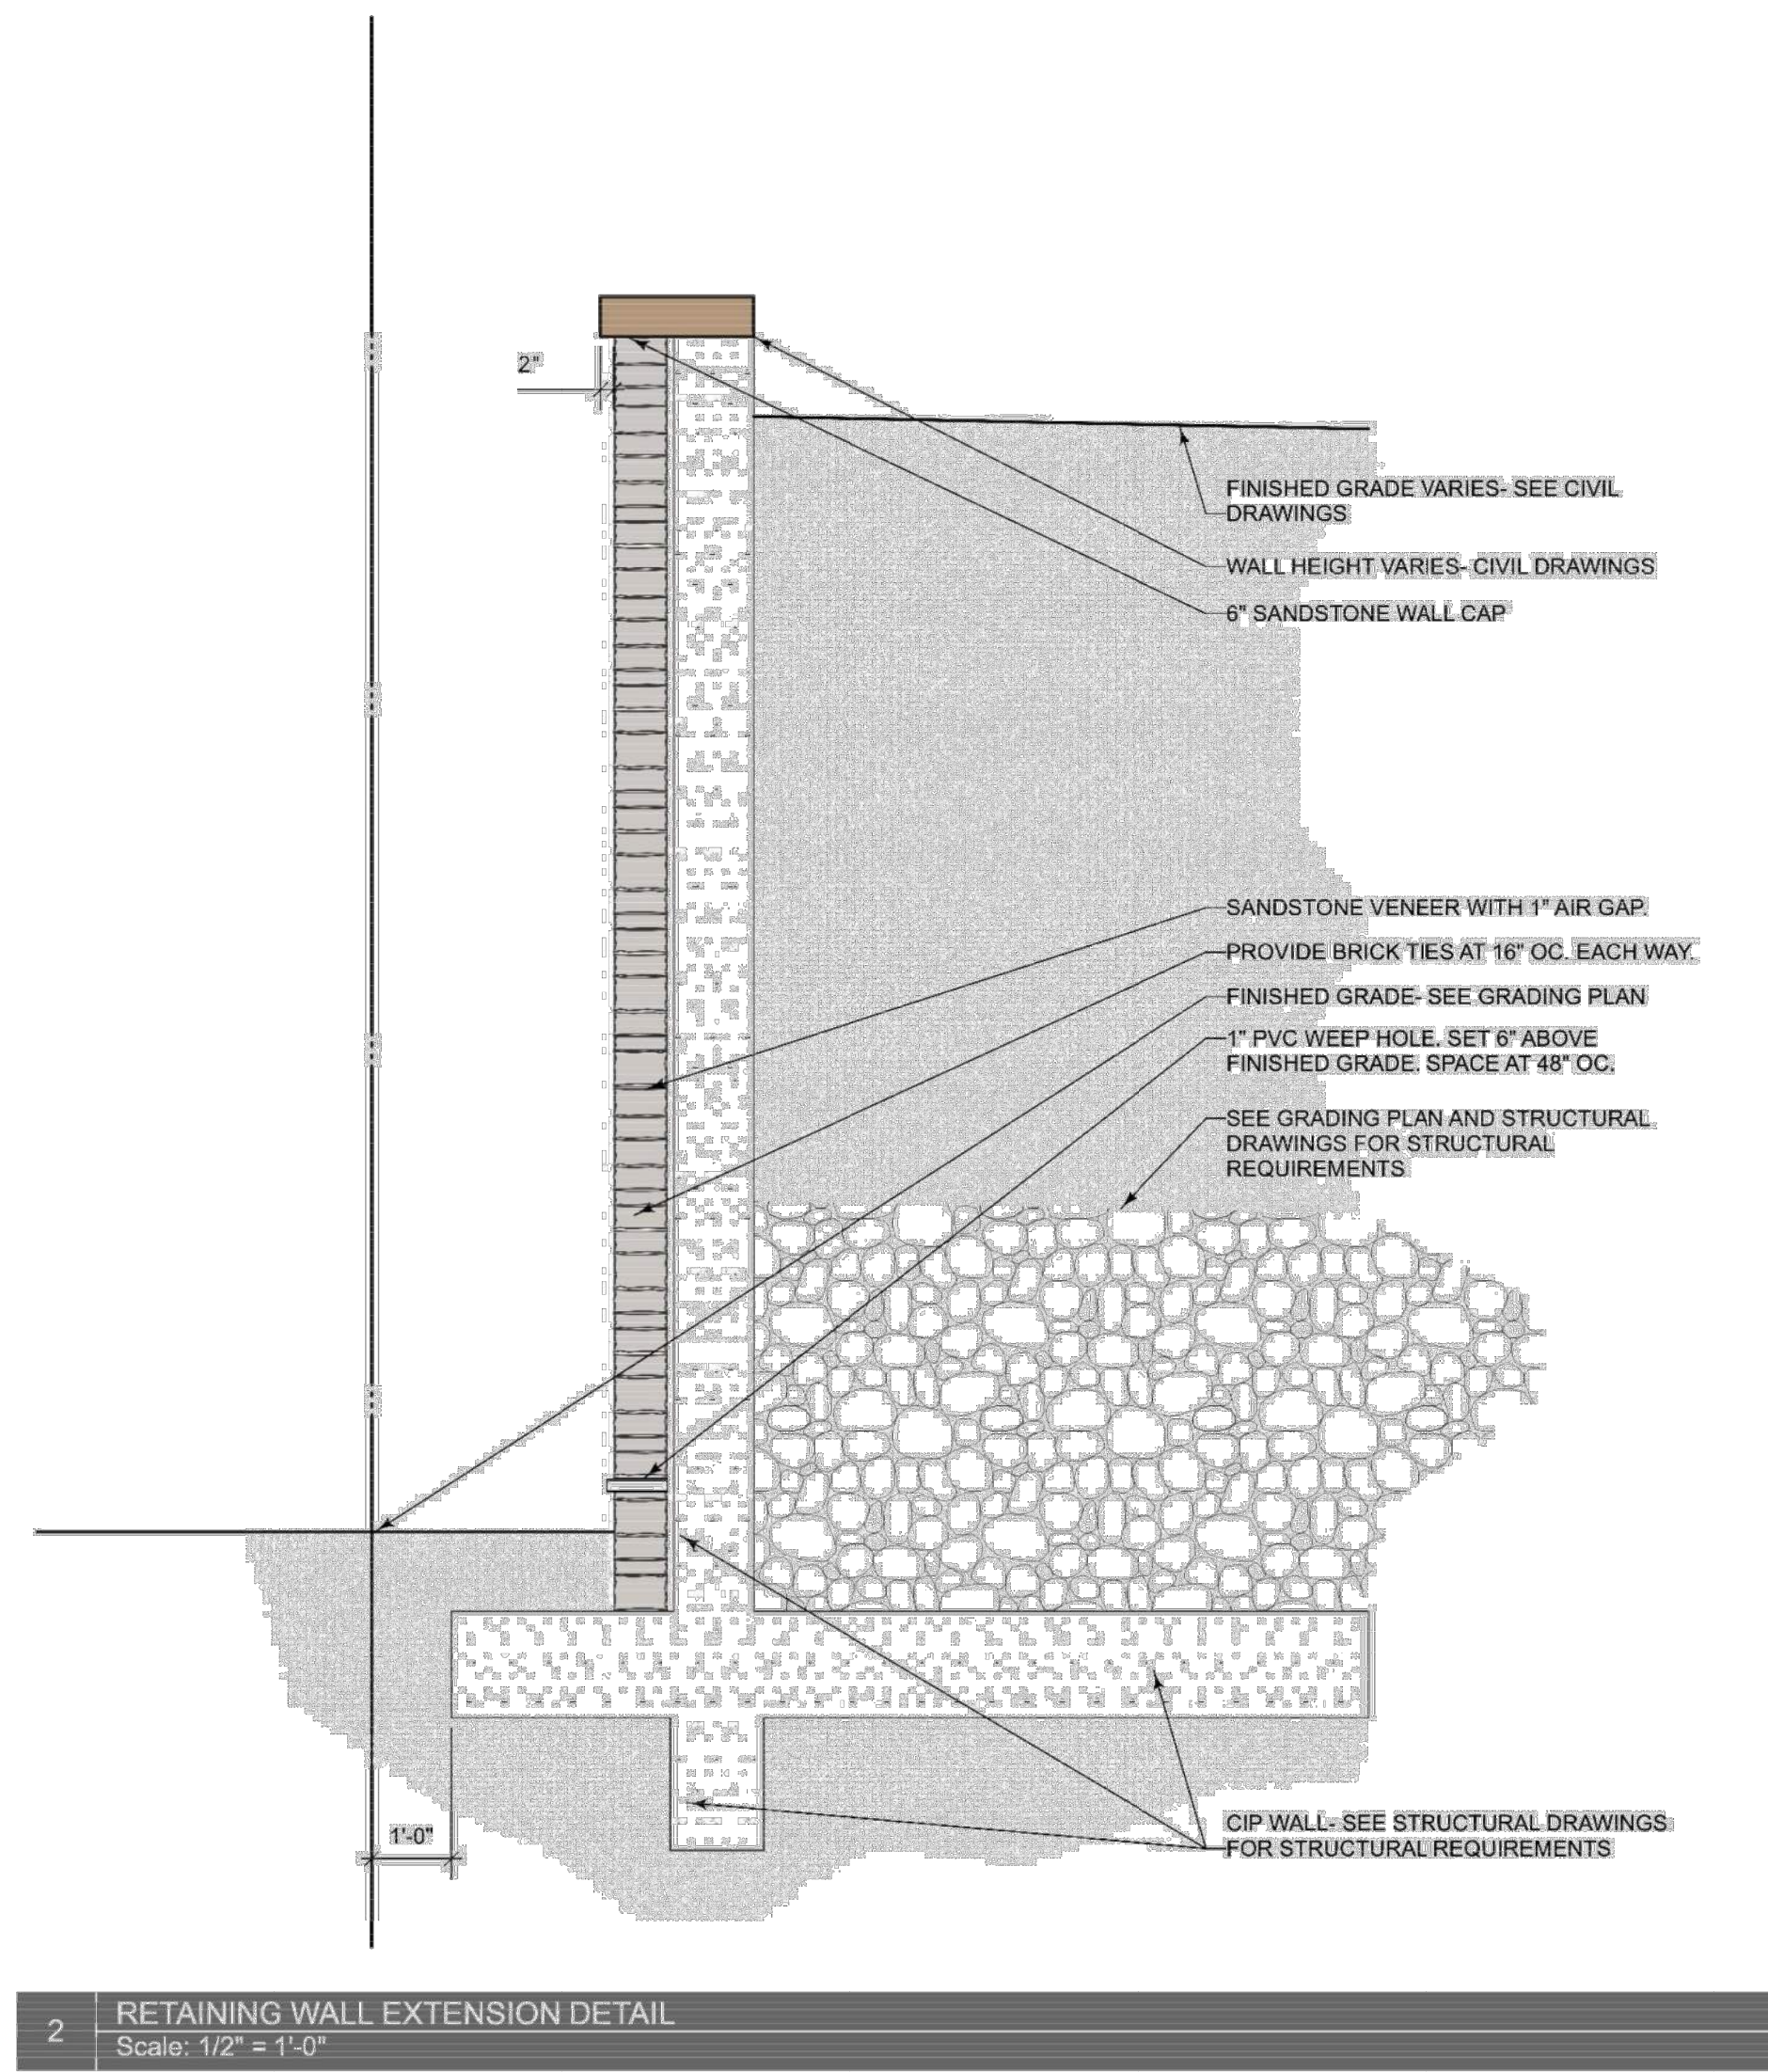 2"
FINISHED GRADE VARIES- SEE CIVIL
DRAWINGS
WALL HEIGHT VARIES- CIVIL DRAWINGS
6" SANDSTONE WALL CAP
SANDSTONE VENEER WITH 1" AIR GAP.
PROVIDE BRICK TIES AT 16" OC. EACH WAY.
FINISHED GRADE- SEE GRADING PLAN
1" PVC WEEP HOLE. SET 6" ABOVE
FINISHED GRADE. SPACE AT 48" OC.
SEE GRADING PLAN AND STRUCTURAL
DRAWINGS FOR STRUCTURAL
REQUIREMENTS
CIP WALL- SEE STRUCTURAL DRAWINGS
FOR STRUCTURAL REQUIREMENTS
1'-0"
2
RETAINING WALL EXTENSION DETAIL
Scale: 1/2" = 1'-0"